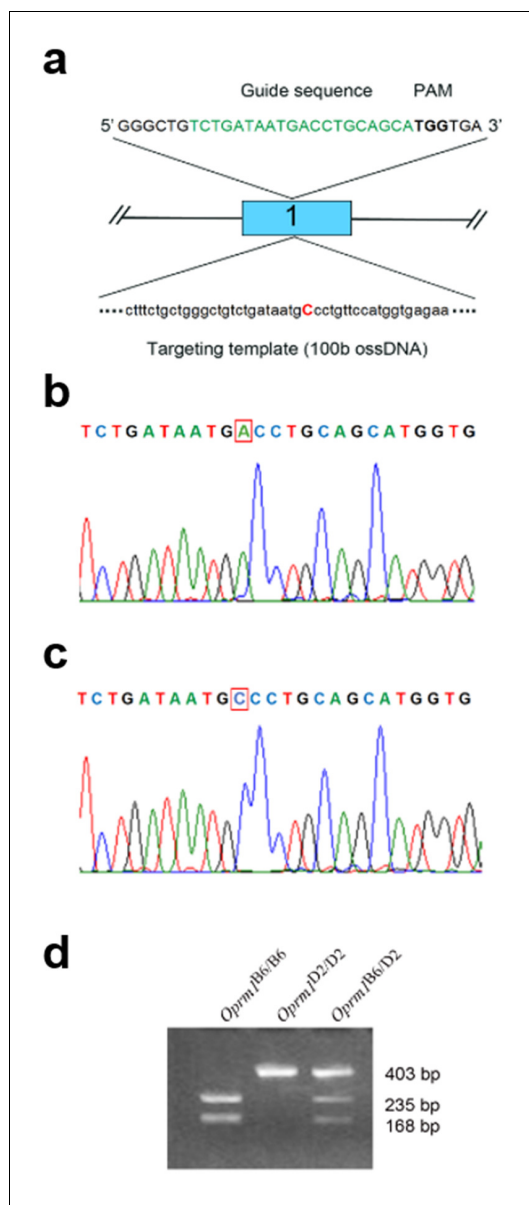 a
Guide sequence PAM
5' GGGCTGTCTGATAATGACCTGCAGCATGGTGA 3'
1
····ctttctgctgggctgtctgataatgCcctgttccatggtgagaa····
Targeting template (100b ossDNA)
b
TCTGATAATGACCTGCAGCATGGTG
c
TCTGATAATGCCCTGCAGCATGGTG
d
Oprm1B6/B6
Oprm1D2/D2
Oprm1B6/D2
403 bp
235 bp
168 bp